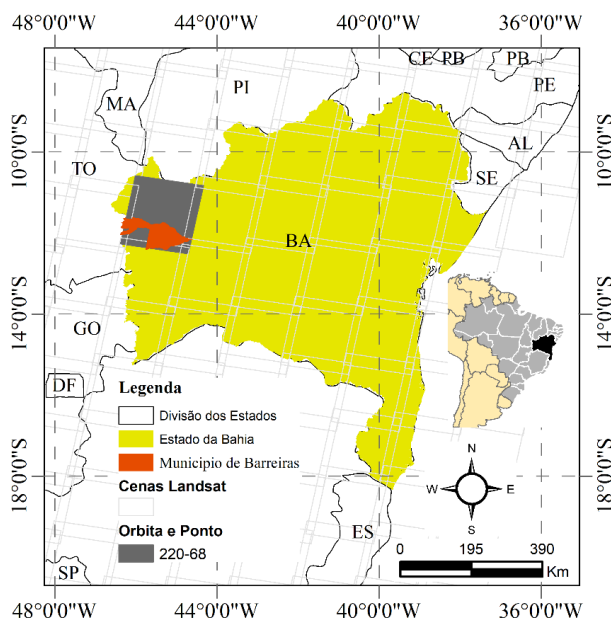 48°0'0"W 44°0'0"W 40°0'0"W 36°0'0"W
CE PB PB
MA PI PE
10°0'0"S 10°0'0"S
AL
TO SE
BA
14°0'0"S 14°0'0"S
GO
DF
Legenda
Divisão dos Estados
Estado da Bahia
Municipio de Barreiras
Cenas Landsat
Orbita e Ponto
220-68
N
W E
S
18°0'0"S 18°0'0"S
ES
SP
0 195 390
Km
48°0'0"W 44°0'0"W 40°0'0"W 36°0'0"W